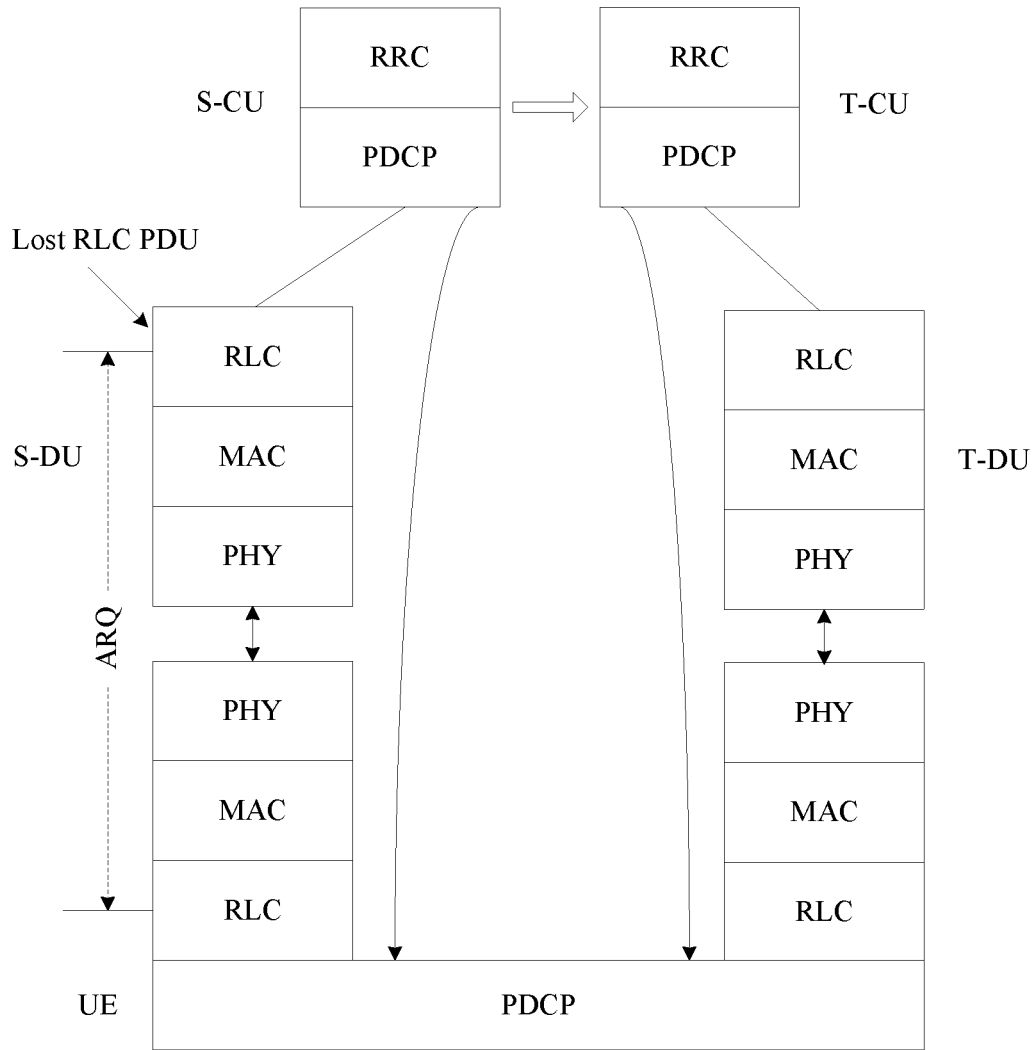 RRC
RRC
S-CU
T-CU
PDCP
PDCP
Lost RLC PDU
RLC
RLC
S-DU
MAC
MAC
T-DU
PHY
PHY
ARQ
PHY
PHY
MAC
MAC
RLC
RLC
UE
PDCP